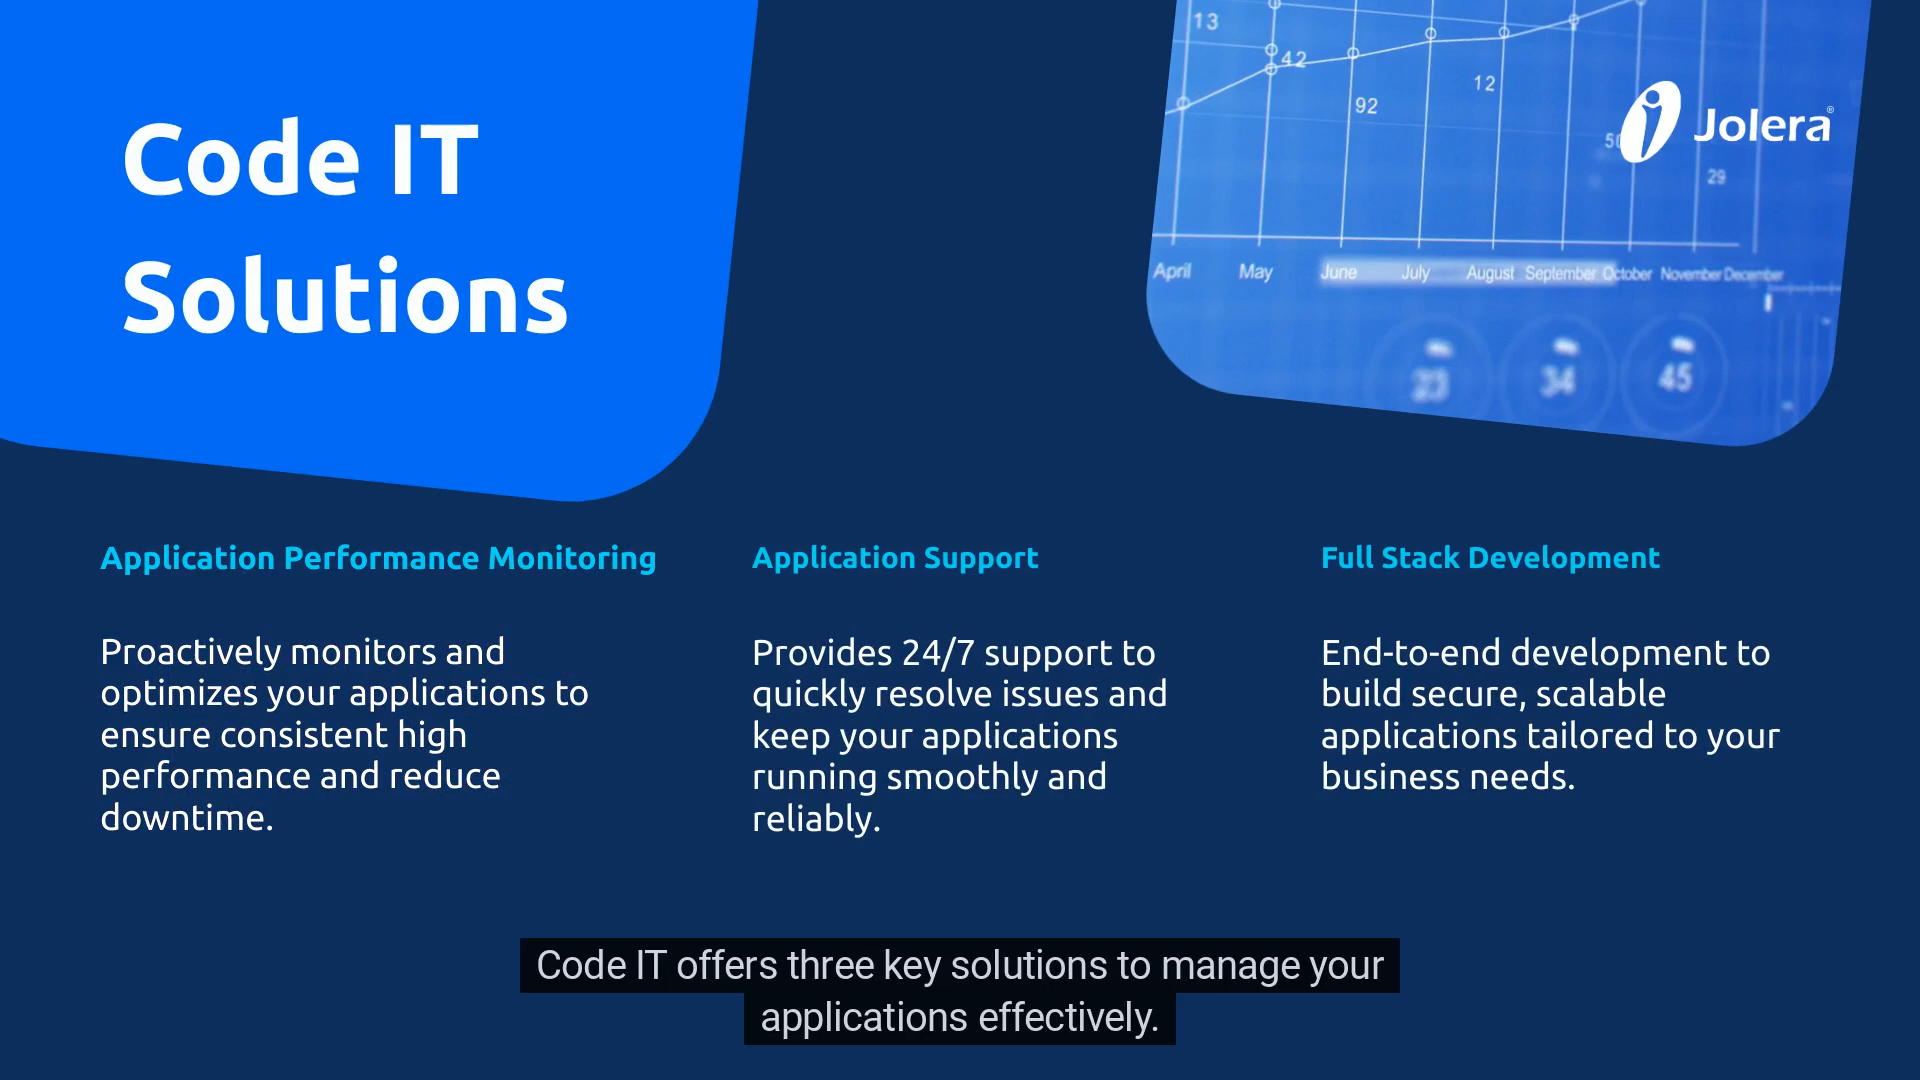 Code IT
Solutions
13
42
92
12
50
29
Jolera®
April May June July August September October November December
23 34 45
Application Performance Monitoring
Proactively monitors and
optimizes your applications to
ensure consistent high
performance and reduce
downtime.
Application Support
Provides 24/7 support to
quickly resolve issues and
keep your applications
running smoothly and
reliably.
Full Stack Development
End-to-end development to
build secure, scalable
applications tailored to your
business needs.
Code IT offers three key solutions to manage your
applications effectively.